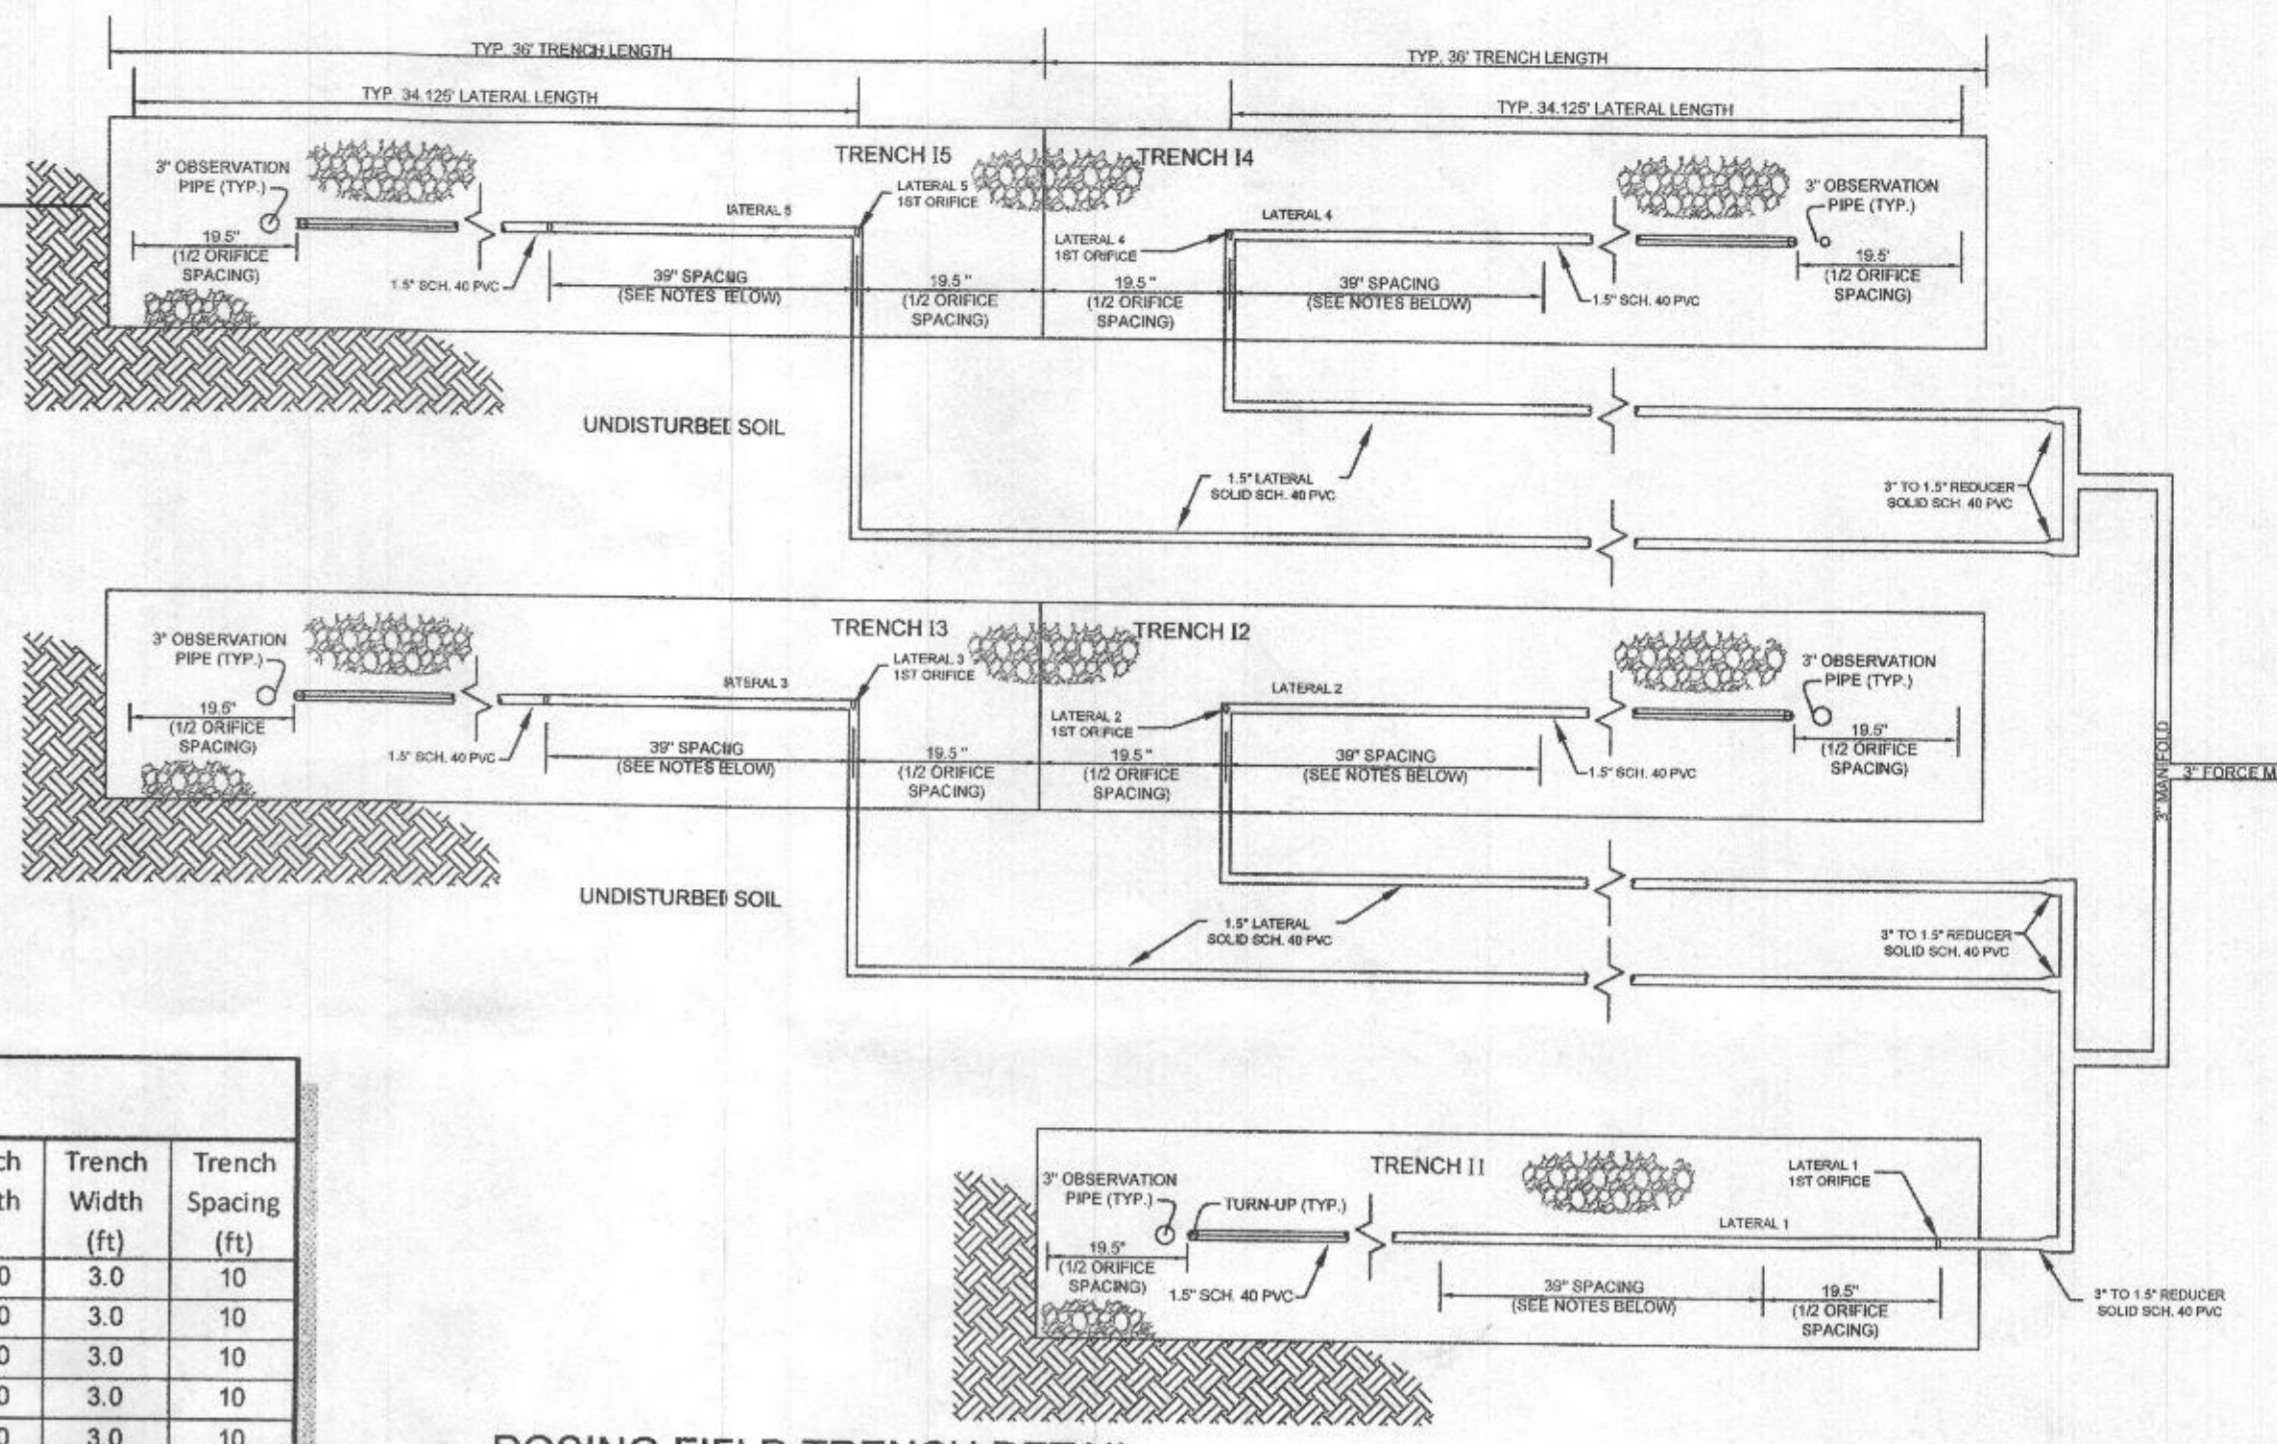 TYP. 36' TRENCH LENGTH
TYP. 36' TRENCH LENGTH
TYP. 34.125' LATERAL LENGTH
TYP. 34.125' LATERAL LENGTH
TRENCH I5
TRENCH I4
3" OBSERVATION
PIPE (TYP.)
LATERAL 5
1ST ORIFICE
LATERAL 5
LATERAL 4
LATERAL 4
1ST ORIFICE
3" OBSERVATION
PIPE (TYP.)
19.5"
(1/2 ORIFICE
SPACING)
1.5" SCH. 40 PVC
39" SPACING
(SEE NOTES BELOW)
19.5"
(1/2 ORIFICE
SPACING)
19.5"
(1/2 ORIFICE
SPACING)
39" SPACING
(SEE NOTES BELOW)
1.5" SCH. 40 PVC
19.5'
(1/2 ORIFICE
SPACING)
UNDISTURBED SOIL
1.5" LATERAL
SOLID SCH. 40 PVC
3" TO 1.5" REDUCER
SOLID SCH. 40 PVC
TRENCH I3
TRENCH I2
3" OBSERVATION
PIPE (TYP.)
LATERAL 3
1ST ORIFICE
LATERAL 3
LATERAL 2
LATERAL 2
1ST ORIFICE
3" OBSERVATION
PIPE (TYP.)
19.5"
(1/2 ORIFICE
SPACING)
1.5" SCH. 40 PVC
39" SPACING
(SEE NOTES BELOW)
19.5"
(1/2 ORIFICE
SPACING)
19.5"
(1/2 ORIFICE
SPACING)
39" SPACING
(SEE NOTES BELOW)
1.5" SCH. 40 PVC
19.5"
(1/2 ORIFICE
SPACING)
3" MANIFOLD
3" FORCE M
UNDISTURBED SOIL
1.5" LATERAL
SOLID SCH. 40 PVC
3" TO 1.5" REDUCER
SOLID SCH. 40 PVC
TRENCH I1
3" OBSERVATION
PIPE (TYP.)
TURN-UP (TYP.)
LATERAL 1
1ST ORIFICE
LATERAL 1
19.5"
(1/2 ORIFICE
SPACING)
1.5" SCH. 40 PVC
39" SPACING
(SEE NOTES BELOW)
19.5"
(1/2 ORIFICE
SPACING)
3" TO 1.5" REDUCER
SOLID SCH. 40 PVC
ch Trench Trench
th Width Spacing
(ft) (ft)
0 3.0 10
0 3.0 10
0 3.0 10
0 3.0 10
0 3.0 10
DOSING FIELD TRENCH DETAIL